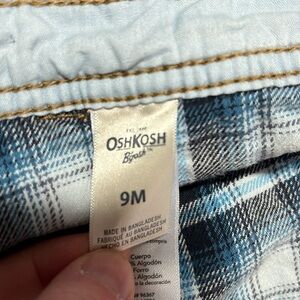 EST. 1895
OSHKOSH
B'gosh
9M
MADE IN BANGLADESH
FABRIQUÉ AU BANGLADESH
HECHO EN BANGLADESH
Cuerpo
% Algodón
Forro
% Algodón
la decoración
# 96367